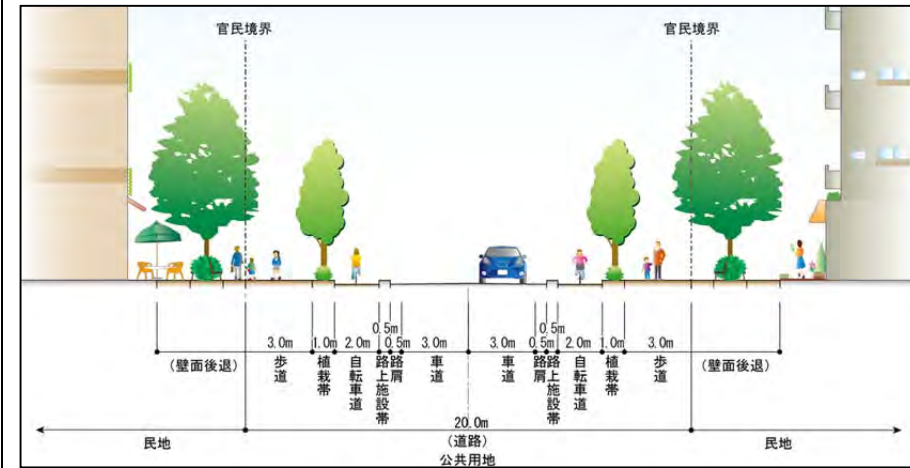 官民境界 官民境界
0.5m 0.5m
3.0m 1.0m 2.0m 0.5m 3.0m 3.0m 0.5m 2.0m 1.0m 3.0m
(壁面後退) 歩道 植栽帯 自転車道 路上施設帯 路肩 車道 車道 路肩 路上施設帯 自転車道 植栽帯 歩道 (壁面後退)
20.0m
民地 (道路) 民地
公共用地